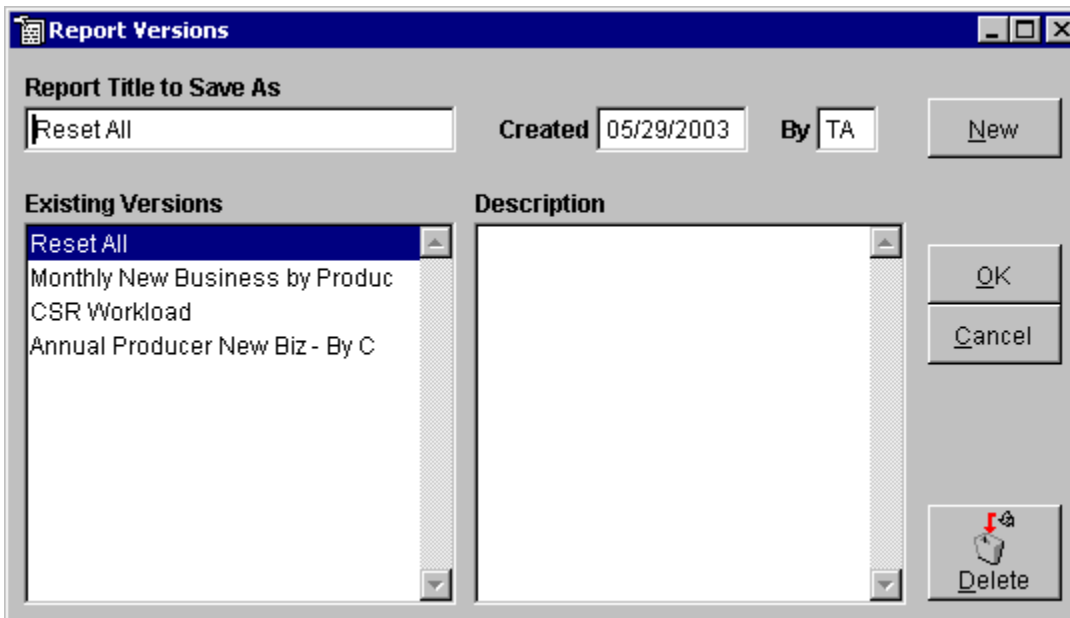 Report Versions
Report Title to Save As
Reset All
Created 05/29/2003 By TA
New
Existing Versions
Description
Reset All
Monthly New Business by Produc
CSR Workload
Annual Producer New Biz - By C
OK
Cancel
Delete